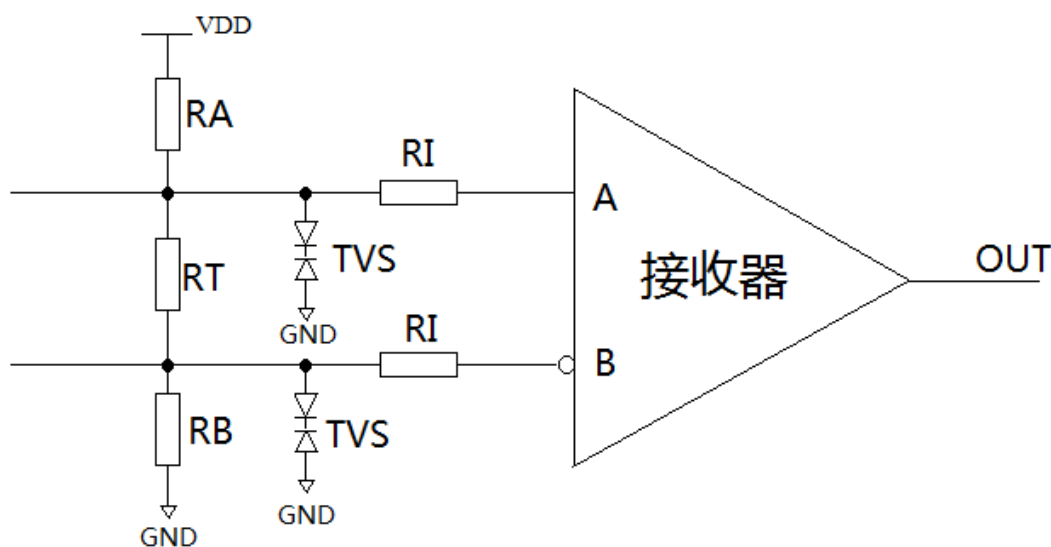 VDD
RA
RI
A
RT
TVS
接收器
OUT
GND
RI
B
RB
TVS
GND
GND